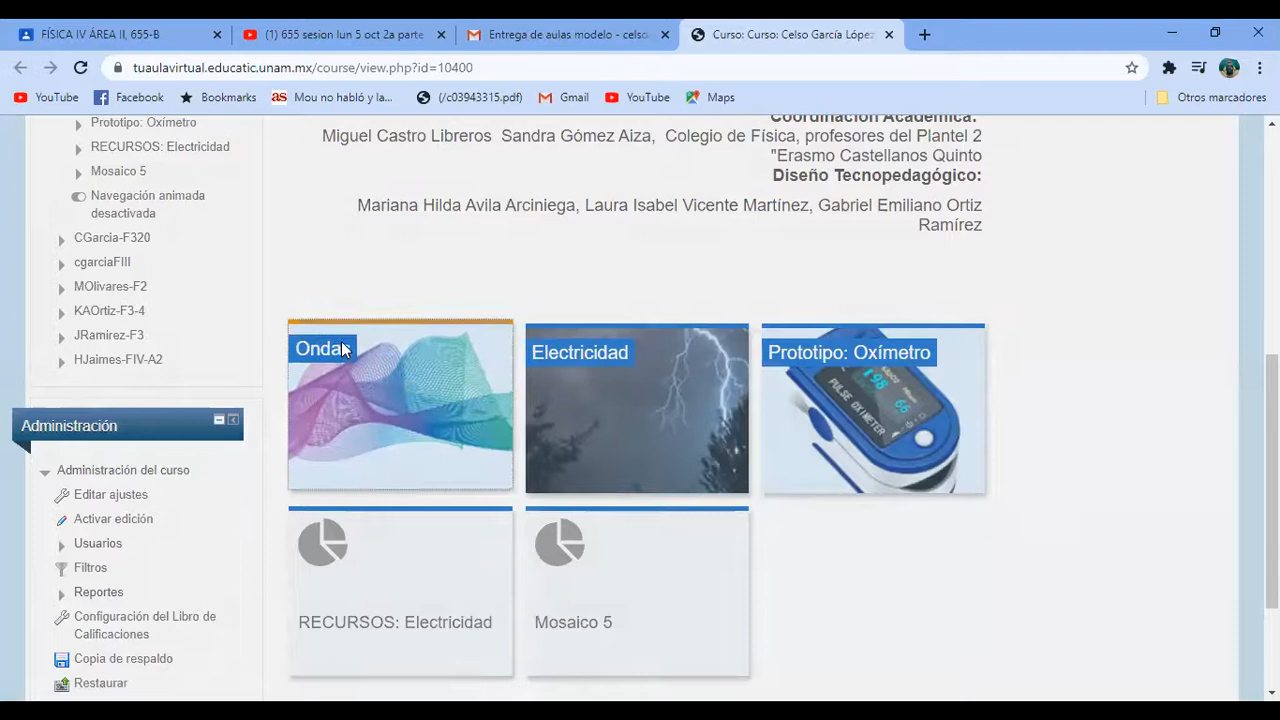 FÍSICA IV ÁREA II, 655-B
(1) 655 sesion lun 5 oct 2a parte
Entrega de aulas modelo - celso
Curso: Curso: Celso García López
tuaulavirtual.educatic.unam.mx/course/view.php?id=10400
YouTube
Facebook
Bookmarks
Mou no habló y la...
(/c03943315.pdf)
Gmail
YouTube
Maps
Otros marcadores
Prototipo: Oxímetro
RECURSOS: Electricidad
Mosaico 5
Navegación animada
desactivada
CGarcia-F320
cgarciaFIII
MOlivares-F2
KAOrtiz-F3-4
JRamirez-F3
HJaimes-FIV-A2
Administración
Administración del curso
Editar ajustes
Activar edición
Usuarios
Filtros
Reportes
Configuración del Libro de
Calificaciones
Copia de respaldo
Restaurar
Coordinación Académica:
Miguel Castro Libreros Sandra Gómez Aiza, Colegio de Física, profesores del Plantel 2
"Erasmo Castellanos Quinto
Diseño Tecnopedagógico:
Mariana Hilda Avila Arciniega, Laura Isabel Vicente Martínez, Gabriel Emiliano Ortiz
Ramírez
Ondas
Electricidad
Prototipo: Oxímetro
98
66
PULSE OXIMETER
RECURSOS: Electricidad
Mosaico 5